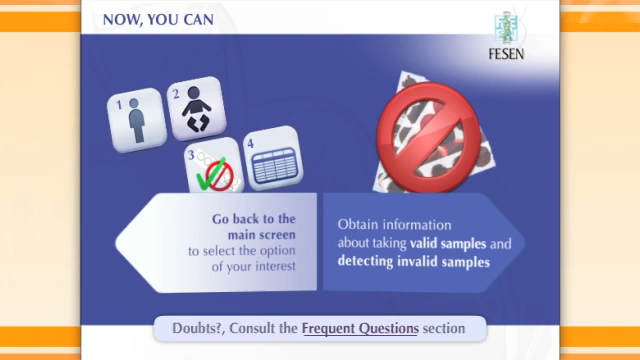 NOW, YOU CAN
FESEN
1
2
3
4
Go back to the
main screen
to select the option
of your interest
Obtain information
about taking valid samples and
detecting invalid samples
Doubts?, Consult the Frequent Questions section